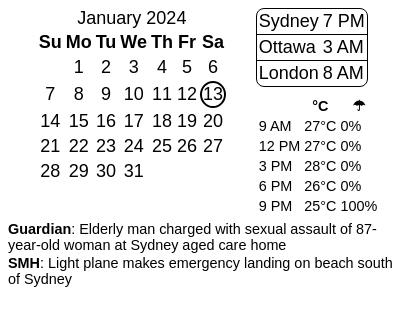 January 2024
Su Mo Tu We Th Fr Sa
1 2 3 4 5 6
7 8 9 10 11 12 13
14 15 16 17 18 19 20
21 22 23 24 25 26 27
28 29 30 31
Sydney 7 PM
Ottawa 3 AM
London 8 AM
°C ☂
9 AM 27°C 0%
12 PM 27°C 0%
3 PM 28°C 0%
6 PM 26°C 0%
9 PM 25°C 100%
Guardian: Elderly man charged with sexual assault of 87-
year-old woman at Sydney aged care home
SMH: Light plane makes emergency landing on beach south
of Sydney